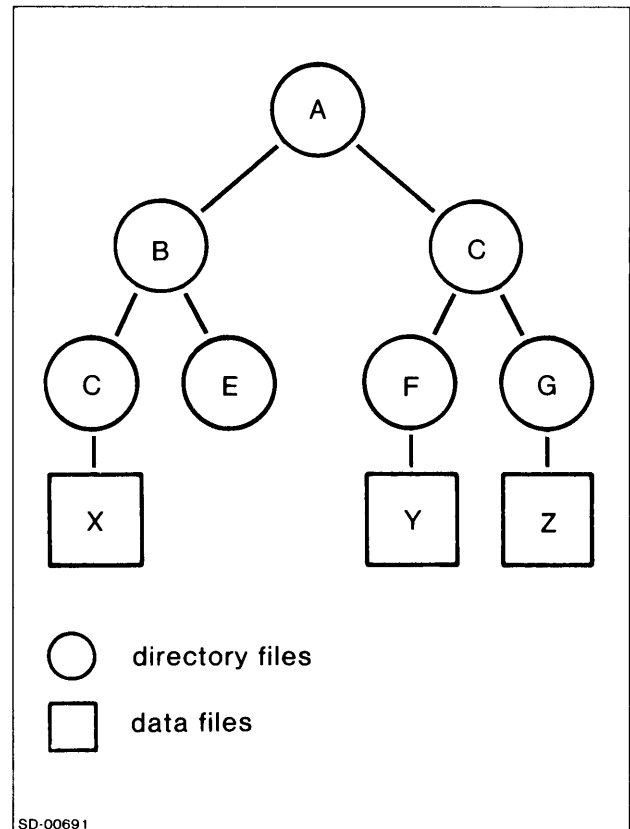 A
B C
C E F G
X Y Z
directory files
data files
SD-00691